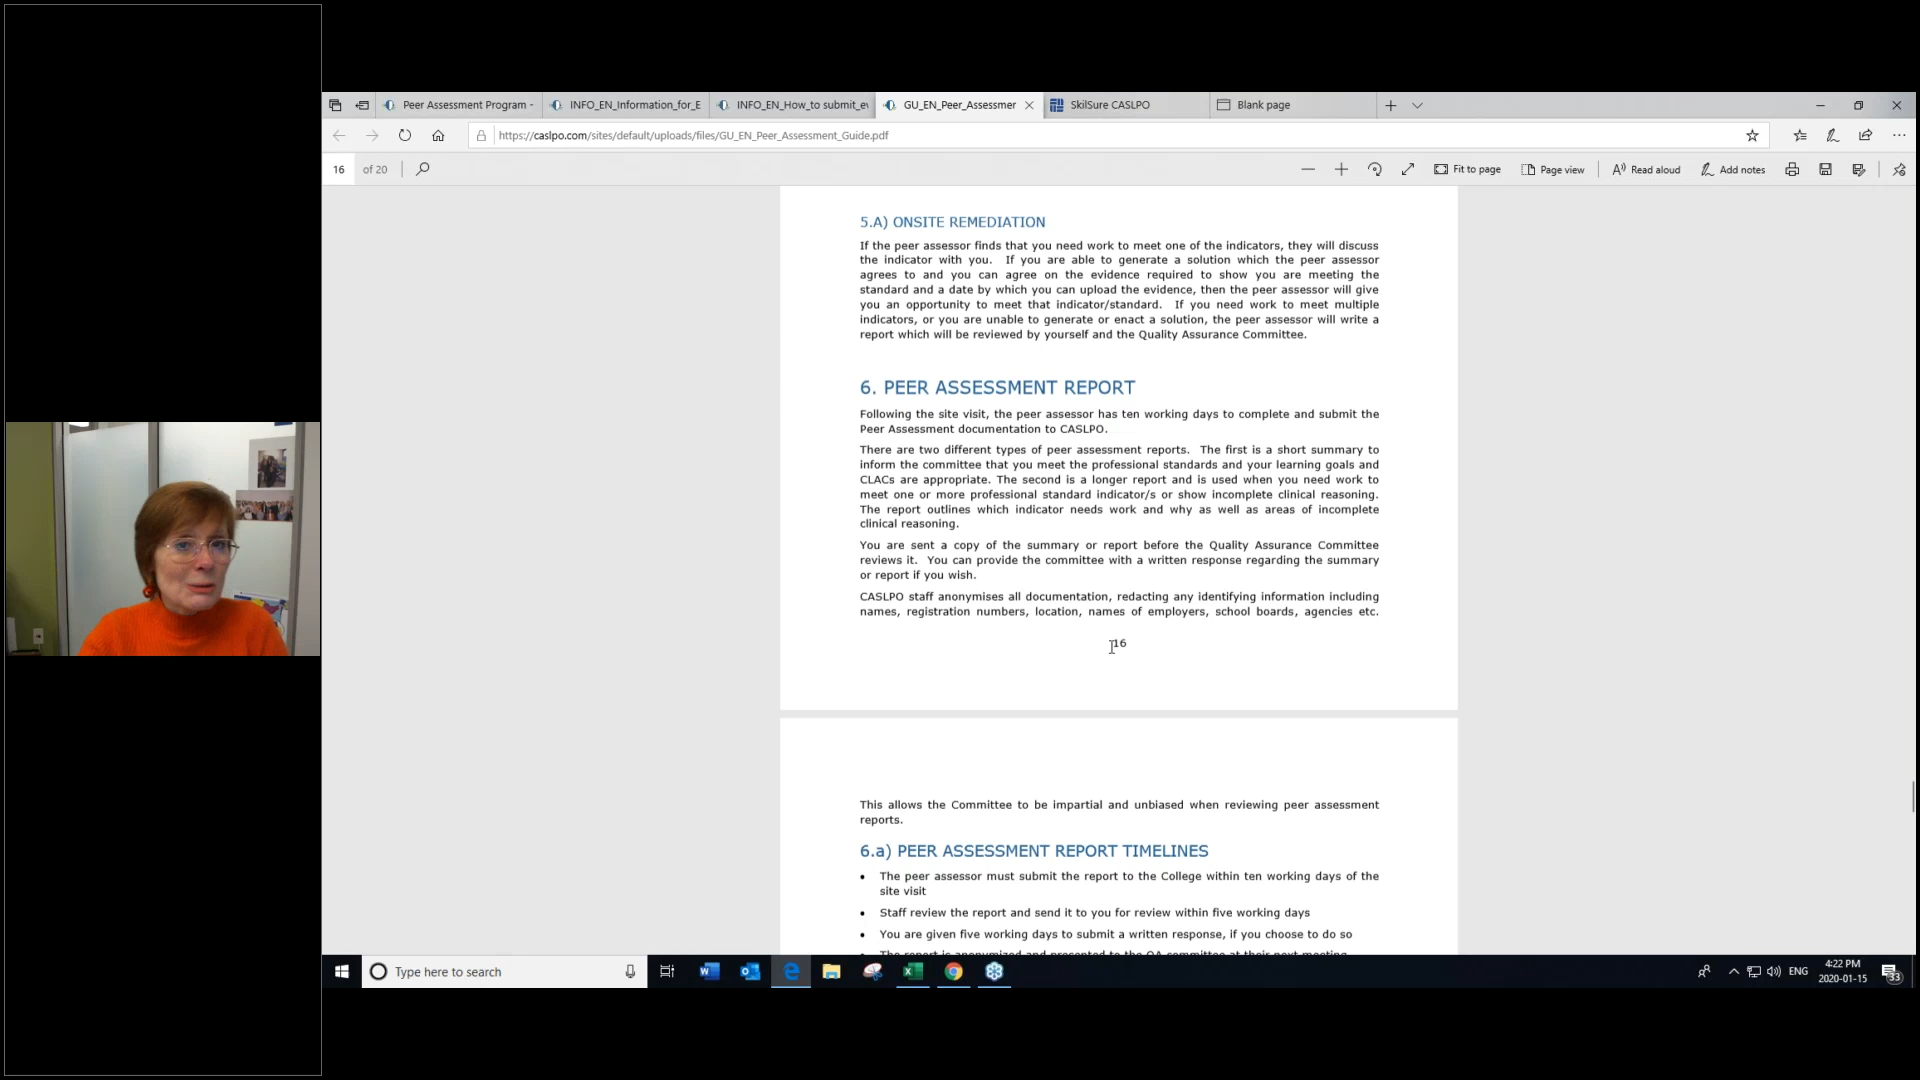 Peer Assessment Program -
INFO_EN_Information_for_E
INFO_EN_How_to submit_ev
GU_EN_Peer_Assessmer
SkilSure CASLPO
Blank page
https://caslpo.com/sites/default/uploads/files/GU_EN_Peer_Assessment_Guide.pdf
16 of 20
Fit to page
Page view
Read aloud
Add notes
5.A) ONSITE REMEDIATION
If the peer assessor finds that you need work to meet one of the indicators, they will discuss
the indicator with you. If you are able to generate a solution which the peer assessor
agrees to and you can agree on the evidence required to show you are meeting the
standard and a date by which you can upload the evidence, then the peer assessor will give
you an opportunity to meet that indicator/standard. If you need work to meet multiple
indicators, or you are unable to generate or enact a solution, the peer assessor will write a
report which will be reviewed by yourself and the Quality Assurance Committee.
6. PEER ASSESSMENT REPORT
Following the site visit, the peer assessor has ten working days to complete and submit the
Peer Assessment documentation to CASLPO.
There are two different types of peer assessment reports. The first is a short summary to
inform the committee that you meet the professional standards and your learning goals and
CLACs are appropriate. The second is a longer report and is used when you need work to
meet one or more professional standard indicator/s or show incomplete clinical reasoning.
The report outlines which indicator needs work and why as well as areas of incomplete
clinical reasoning.
You are sent a copy of the summary or report before the Quality Assurance Committee
reviews it. You can provide the committee with a written response regarding the summary
or report if you wish.
CASLPO staff anonymises all documentation, redacting any identifying information including
names, registration numbers, location, names of employers, school boards, agencies etc.
16
This allows the Committee to be impartial and unbiased when reviewing peer assessment
reports.
6.a) PEER ASSESSMENT REPORT TIMELINES
• The peer assessor must submit the report to the College within ten working days of the
site visit
• Staff review the report and send it to you for review within five working days
• You are given five working days to submit a written response, if you choose to do so
• The report is anonymized and presented to the QA committee at their next meeting
Type here to search
ENG
4:22 PM
2020-01-15
33